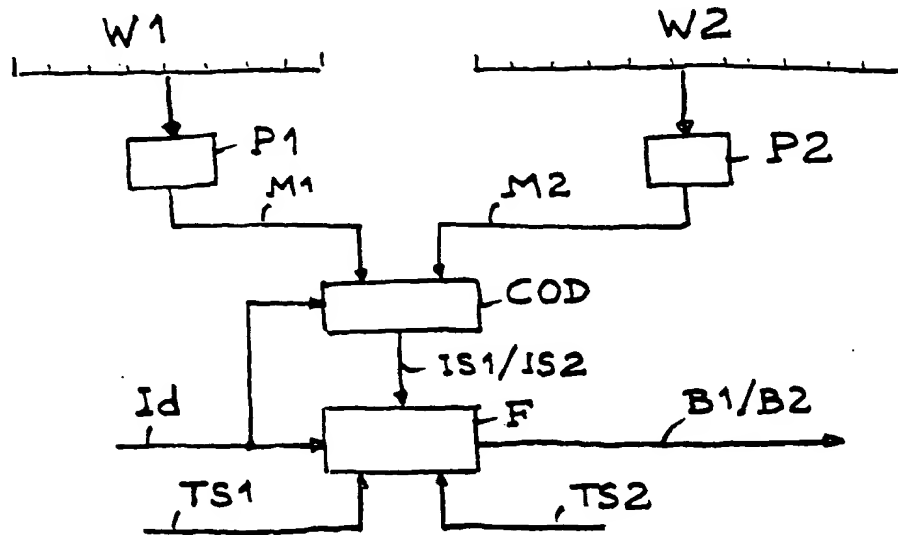 W1
W2
P1
P2
M1
M2
COD
IS1/IS2
Id
F
B1/B2
TS1
TS2